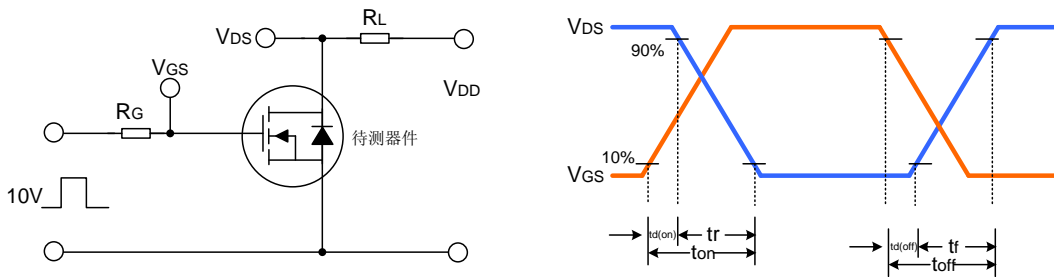 RL
VDS
VGS
VDD
RG
待测器件
10V
VDS
90%
10%
VGS
td(on)
tr
ton
td(off)
tf
toff